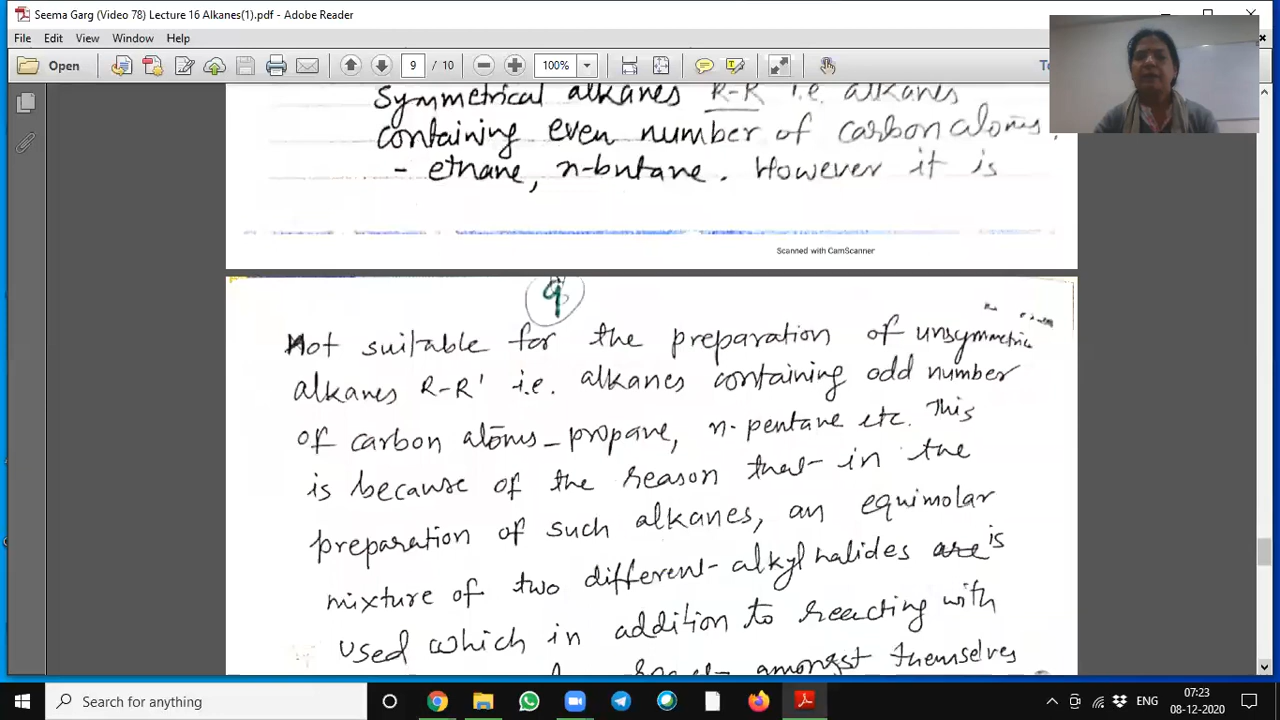 Seema Garg (Video 78) Lecture 16 Alkanes(1).pdf - Adobe Reader
File Edit View Window Help
Open 9 / 10 100%
Symmetrical alkanes R-R i.e. alkanes
containing even number of carbon atoms.
- ethane, n-butane. However it is
Scanned with CamScanner
9
Not suitable for the preparation of unsymmetric
alkanes R-R' i.e. alkanes containing odd number
of carbon atoms - propane, n-pentane etc. This
is because of the reason that in the
preparation of such alkanes, an equimolar
mixture of two different alkyl halides are is
used which in addition to reacting with
amongst themselves
Search for anything
ENG
07:23
08-12-2020